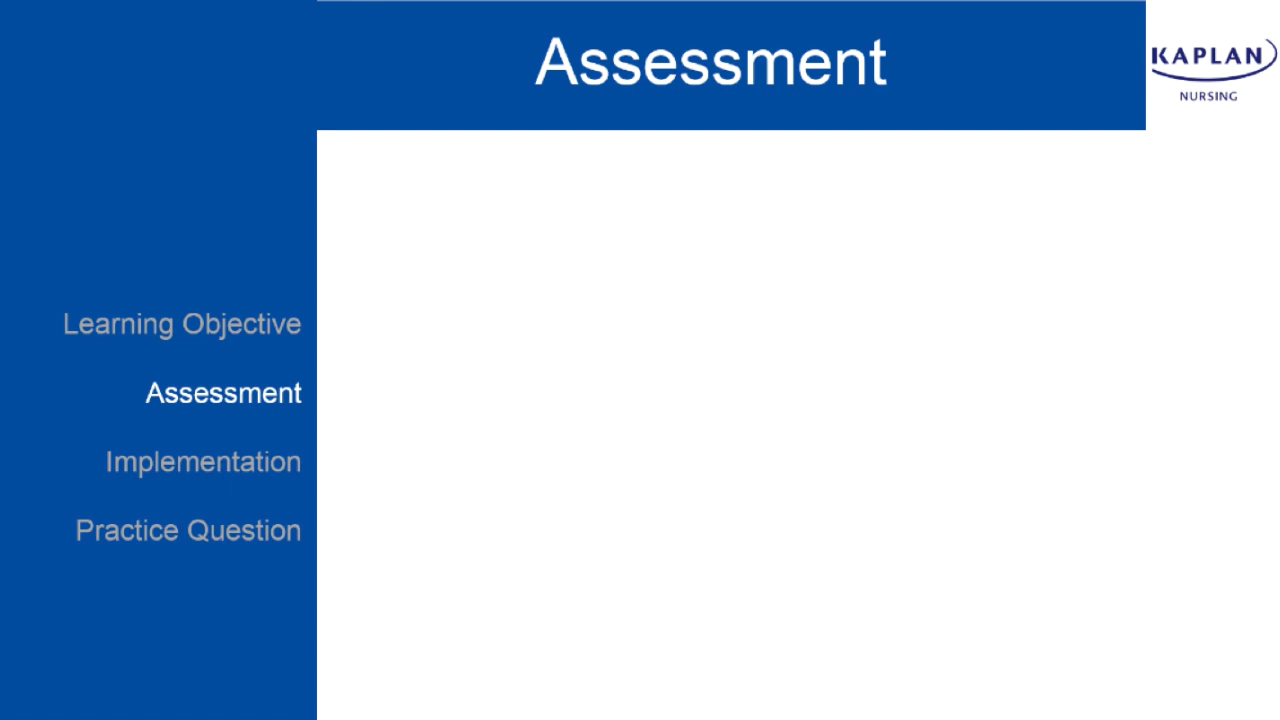 Assessment
KAPLAN
NURSING
Learning Objective
Assessment
Implementation
Practice Question